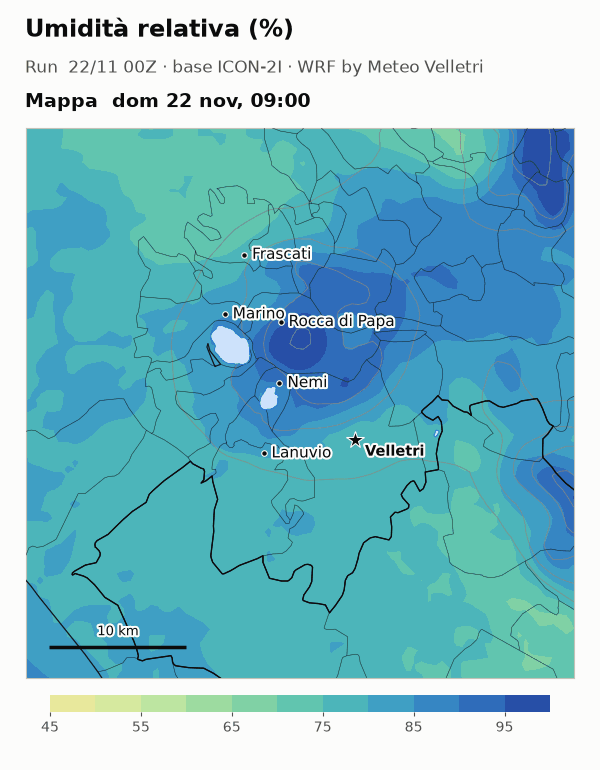 Umidità relativa (%)
Run 22/11 00Z · base ICON-2I · WRF by Meteo Velletri
Mappa dom 22 nov, 09:00
Frascati
Marino
Rocca di Papa
Nemi
Velletri
Lanuvio
10 km
45 55 65 75 85 95